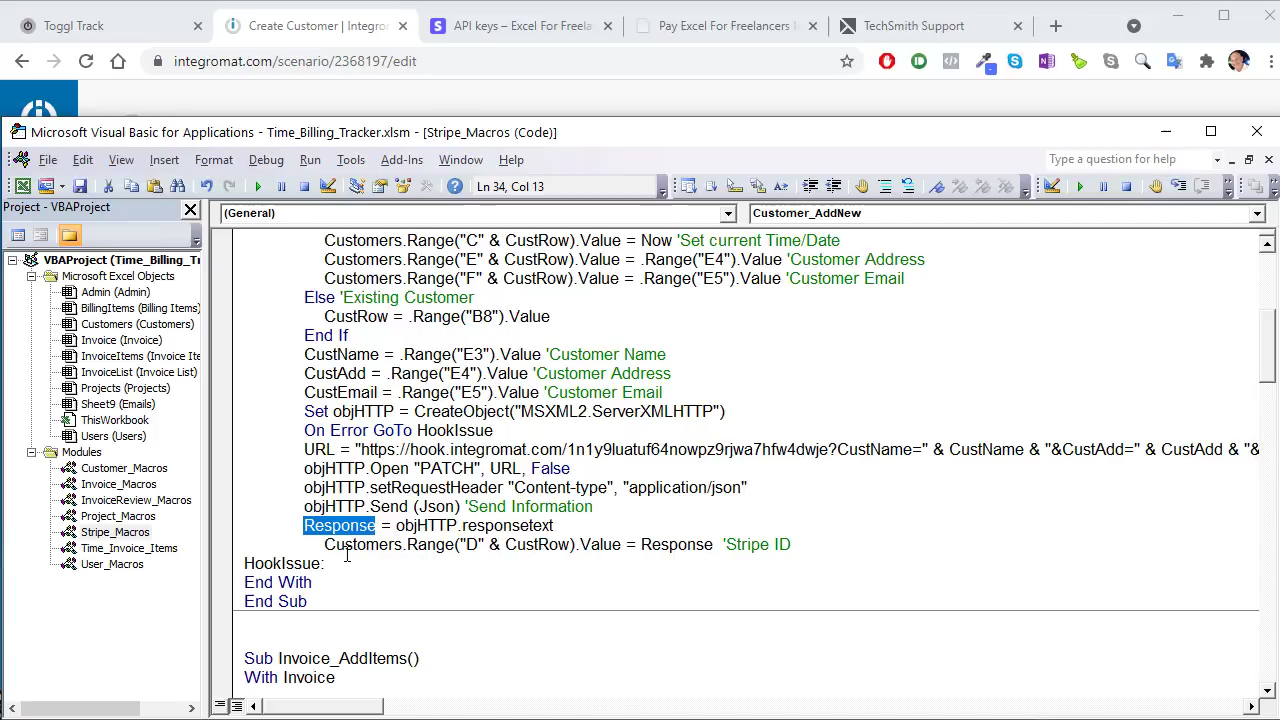 Toggl Track
Create Customer | Integromat
API keys – Excel For Freelan
Pay Excel For Freelancers
TechSmith Support
integromat.com/scenario/2368197/edit
Microsoft Visual Basic for Applications - Time_Billing_Tracker.xlsm - [Stripe_Macros (Code)]
File Edit View Insert Format Debug Run Tools Add-Ins Window Help
Type a question for help
Ln 34, Col 13
Project - VBAProject
(General)
Customer_AddNew
VBAProject (Time_Billing_Tr
Microsoft Excel Objects
Admin (Admin)
BillingItems (Billing Items)
Customers (Customers)
Invoice (Invoice)
InvoiceItems (Invoice Ite
InvoiceList (Invoice List)
Projects (Projects)
Sheet9 (Emails)
ThisWorkbook
Users (Users)
Modules
Customer_Macros
Invoice_Macros
InvoiceReview_Macros
Project_Macros
Stripe_Macros
Time_Invoice_Items
User_Macros
Customers.Range("C" & CustRow).Value = Now 'Set current Time/Date
Customers.Range("E" & CustRow).Value = .Range("E4").Value 'Customer Address
Customers.Range("F" & CustRow).Value = .Range("E5").Value 'Customer Email
Else 'Existing Customer
CustRow = .Range("B8").Value
End If
CustName = .Range("E3").Value 'Customer Name
CustAdd = .Range("E4").Value 'Customer Address
CustEmail = .Range("E5").Value 'Customer Email
Set objHTTP = CreateObject("MSXML2.ServerXMLHTTP")
On Error GoTo HookIssue
URL = "https://hook.integromat.com/1n1y9luatuf64nowpz9rjwa7hfw4dwje?CustName=" & CustName & "&CustAdd=" & CustAdd & "&
objHTTP.Open "PATCH", URL, False
objHTTP.setRequestHeader "Content-type", "application/json"
objHTTP.Send (Json) 'Send Information
Response = objHTTP.responsetext
Customers.Range("D" & CustRow).Value = Response 'Stripe ID
HookIssue:
End With
End Sub
Sub Invoice_AddItems()
With Invoice